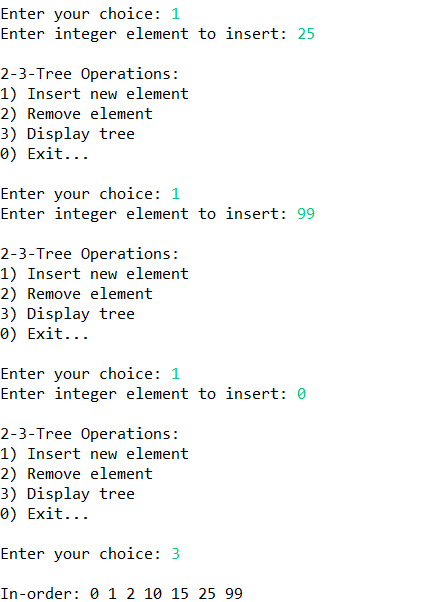 Enter your choice: 1
Enter integer element to insert: 25
2-3-Tree Operations:
1) Insert new element
2) Remove element
3) Display tree
0) Exit...
Enter your choice: 1
Enter integer element to insert: 99
2-3-Tree Operations:
1) Insert new element
2) Remove element
3) Display tree
0) Exit...
Enter your choice: 1
Enter integer element to insert: 0
2-3-Tree Operations:
1) Insert new element
2) Remove element
3) Display tree
0) Exit...
Enter your choice: 3
In-order: 0 1 2 10 15 25 99